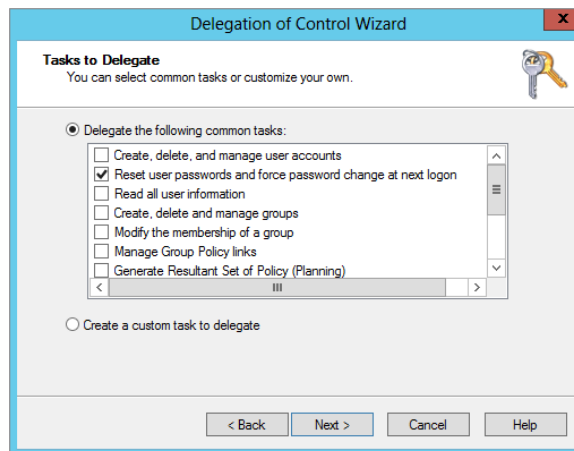 Delegation of Control Wizard
x
Tasks to Delegate
You can select common tasks or customize your own.
Delegate the following common tasks:
Create, delete, and manage user accounts
Reset user passwords and force password change at next logon
Read all user information
Create, delete and manage groups
Modify the membership of a group
Manage Group Policy links
Generate Resultant Set of Policy (Planning)
Create a custom task to delegate
< Back Next > Cancel Help